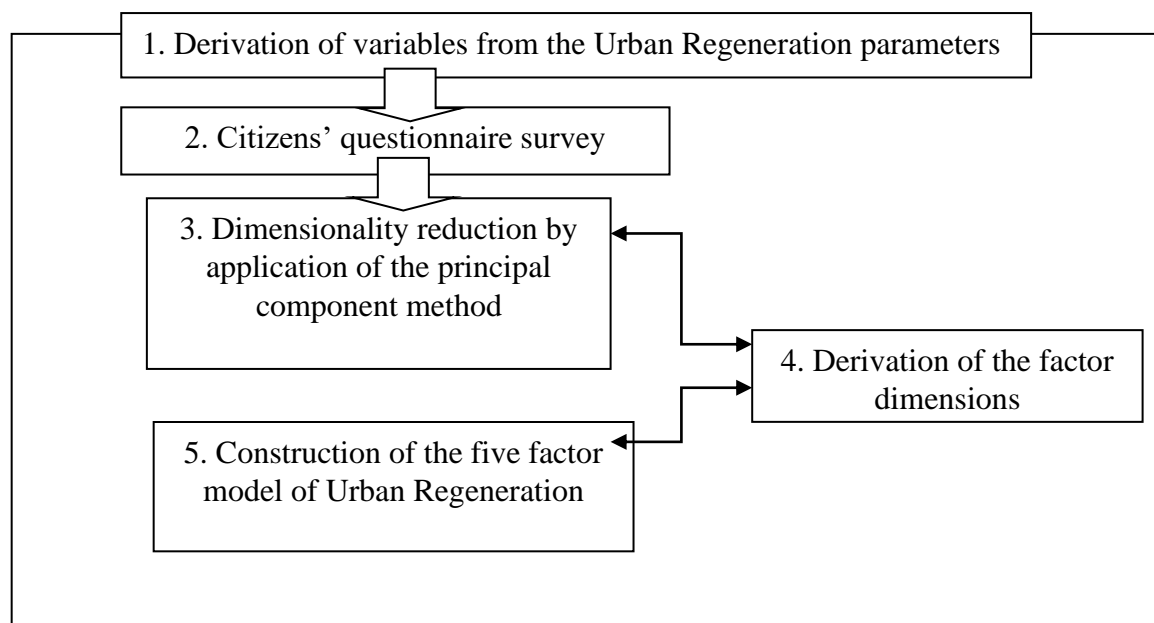 1. Derivation of variables from the Urban Regeneration parameters
2. Citizens’ questionnaire survey
3. Dimensionality reduction by
application of the principal
component method
4. Derivation of the factor
dimensions
5. Construction of the five factor
model of Urban Regeneration